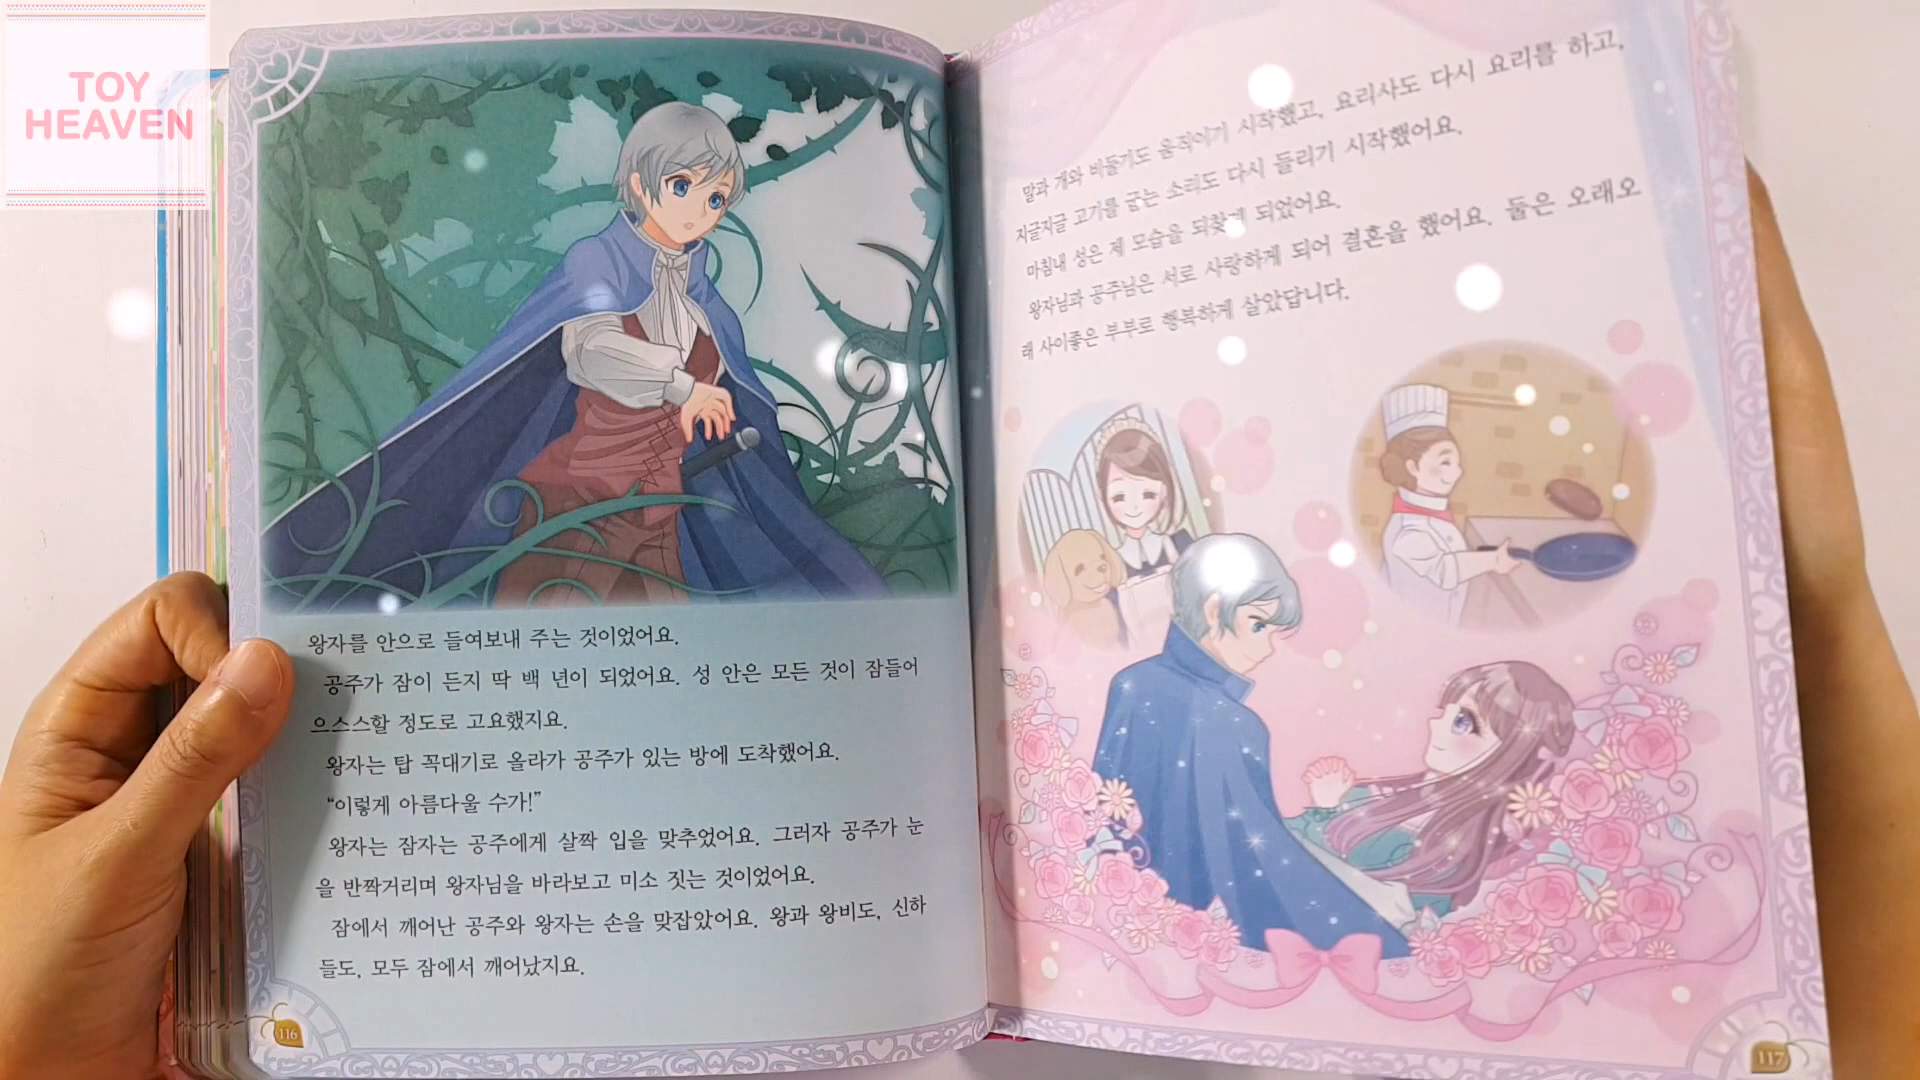 TOY
HEAVEN
왕자를 안으로 들여보내 주는 것이었어요.
공주가 잠이 든지 딱 백 년이 되었어요. 성 안은 모든 것이 잠들어
으스스할 정도로 고요했지요.
왕자는 탑 꼭대기로 올라가 공주가 있는 방에 도착했어요.
“이렇게 아름다울 수가!”
왕자는 잠자는 공주에게 살짝 입을 맞추었어요. 그러자 공주가 눈
을 반짝거리며 왕자님을 바라보고 미소 짓는 것이었어요.
잠에서 깨어난 공주와 왕자는 손을 맞잡았어요. 왕과 왕비도, 신하
들도, 모두 잠에서 깨어났지요.
116
말과 개와 비둘기도 움직이기 시작했고, 요리사도 다시 요리를 하고,
지글지글 고기를 굽는 소리도 다시 들리기 시작했어요.
마침내 성은 제 모습을 되찾게 되었어요.
왕자님과 공주님은 서로 사랑하게 되어 결혼을 했어요. 둘은 오래오
래 사이좋은 부부로 행복하게 살았답니다.
117